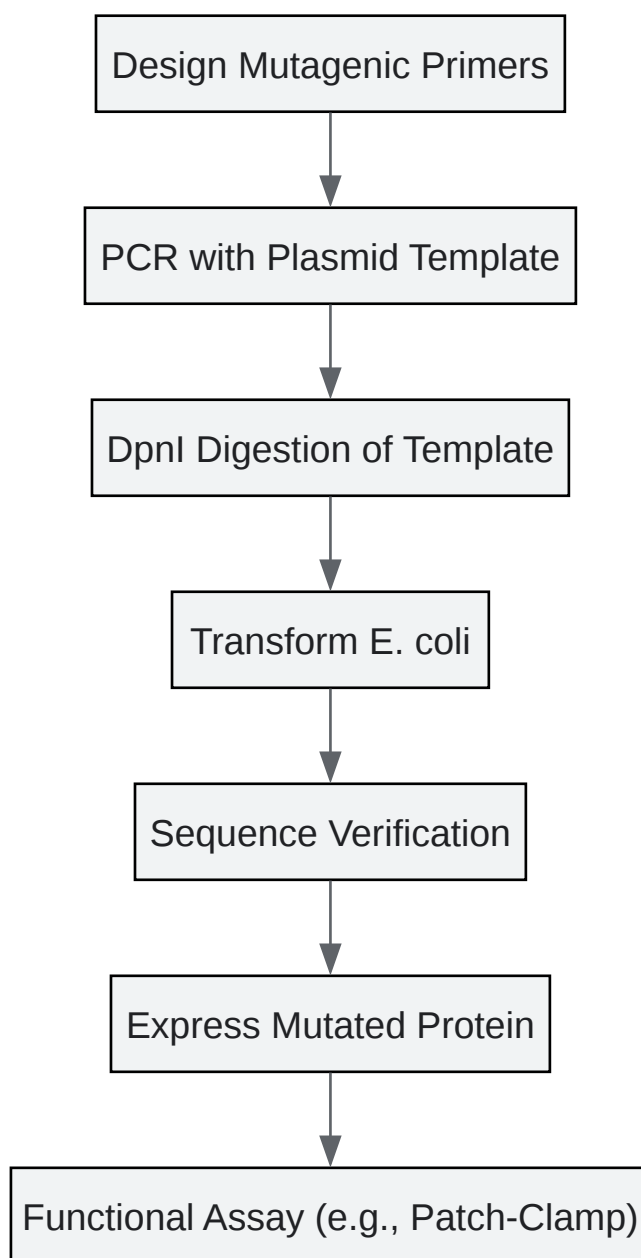 Design Mutagenic Primers
PCR with Plasmid Template
DpnI Digestion of Template
Transform E. coli
Sequence Verification
Express Mutated Protein
Functional Assay (e.g., Patch-Clamp)